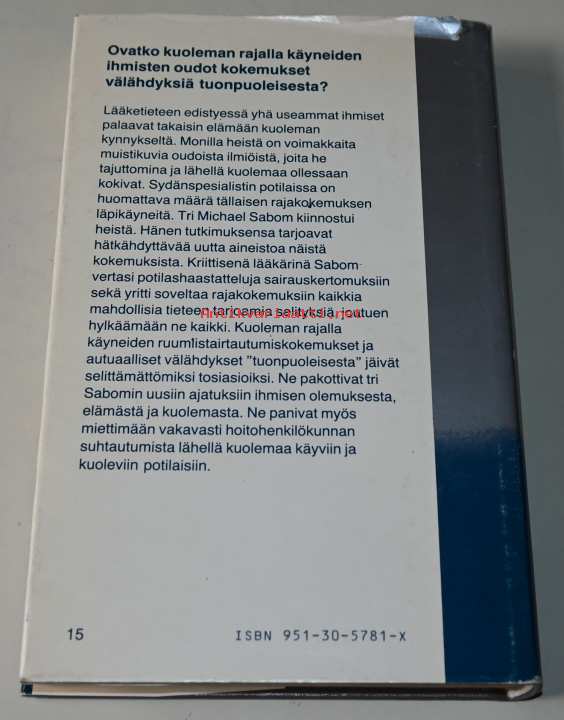 Ovatko kuoleman rajalla käyneiden
ihmisten oudot kokemukset
välähdyksiä tuonpuoleisesta?
Lääketieteen edistyessä yhä useammat ihmiset
palaavat takaisin elämään kuoleman
kynnykseltä. Monilla heistä on voimakkaita
muistikuvia oudoista ilmiöistä, joita he
tajuttomina ja lähellä kuolemaa ollessaan
kokivat. Sydänspesialistin potilaissa on
huomattava määrä tällaisen rajakokemuksen
läpikäyneitä. Tri Michael Sabom kiinnostui
heistä. Hänen tutkimuksensa tarjoavat
hätkähdyttävää uutta aineistoa näistä
kokemuksista. Kriittisenä lääkärinä Sabom
vertasi potilashaastatteluja sairauskertomuksiin
sekä yritti soveltaa rajakokemuksiin kaikkia
mahdollisia tieteen tarjoamia selityksiä joutuen
hylkäämään ne kaikki. Kuoleman rajalla
käyneiden ruumiistairtautumiskokemukset ja
autuaalliset välähdykset "tuonpuoleisesta" jäivät
selittämättömiksi tosiasioiksi. Ne pakottivat tri
Sabomin uusiin ajatuksiin ihmisen olemuksesta,
elämästä ja kuolemasta. Ne panivat myös
miettimään vakavasti hoitohenkilökunnan
suhtautumista lähellä kuolemaa käyviin ja
kuoleviin potilaisiin.
15 ISBN 951-30-5781-X